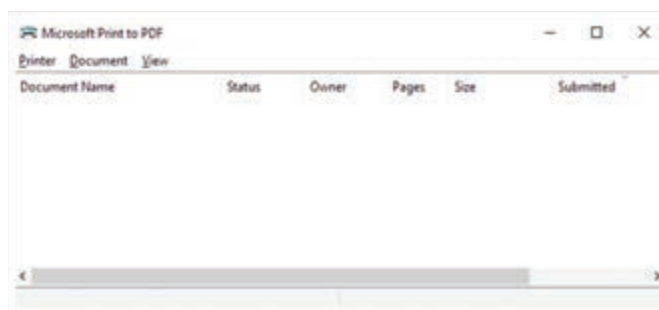 Microsoft Print to PDF
Printer Document View
Document Name Status Owner Pages Size Submitted